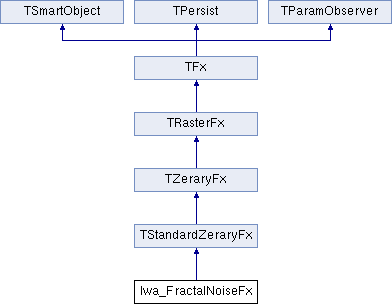 TSmartObject TPersist TParamObserver
TFx
TRasterFx
TZeraryFx
TStandardZeraryFx
Iwa_FractalNoiseFx